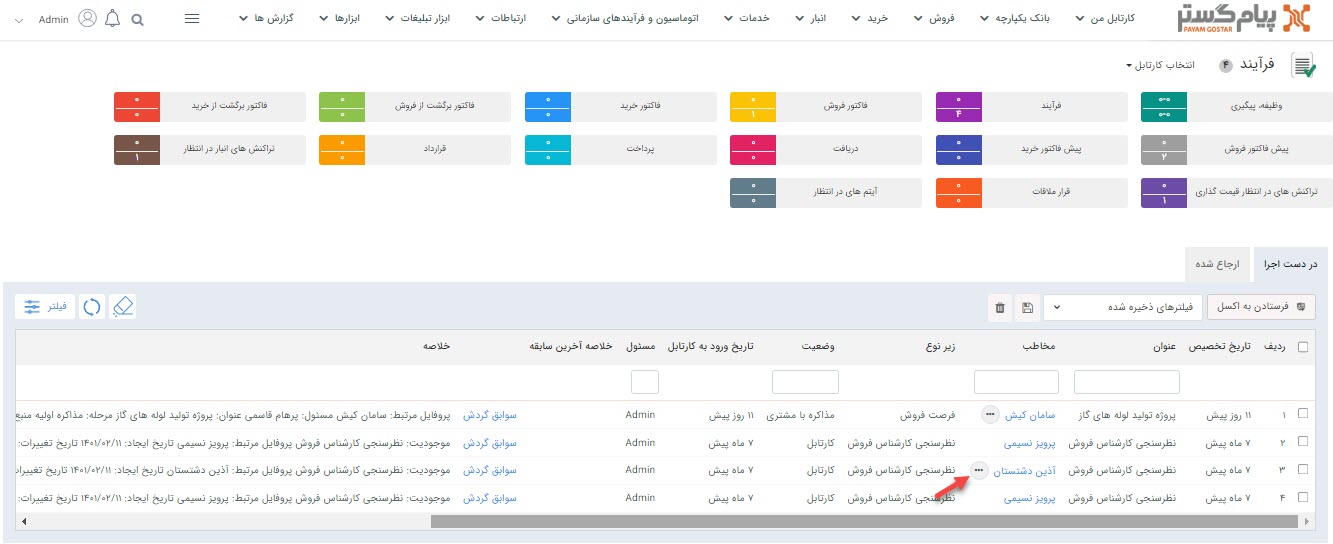 پیام گستر
PAYAM GOSTAR
کارتابل من
بانک یکپارچه
فروش
خرید
انبار
خدمات
اتوماسیون و فرآیندهای سازمانی
ارتباطات
ابزار تبلیغات
ابزارها
گزارش ها
Admin
فرآیند ۴ انتخاب کارتابل
وظیفه، پیگیری ۰-۰ ۰-۰
فرآیند ۰ ۴
فاکتور فروش ۰ ۱
فاکتور خرید ۰ ۰
فاکتور برگشت از فروش ۰ ۰
فاکتور برگشت از خرید ۰ ۰
پیش فاکتور فروش ۰ ۲
پیش فاکتور خرید ۰ ۰
دریافت ۰ ۰
پرداخت ۰ ۰
قرارداد ۰ ۰
تراکنش های انبار در انتظار ۰ ۱
تراکنش های در انتظار قیمت گذاری ۰ ۱
قرار ملاقات ۰ ۰
آیتم های در انتظار ۰ ۰
در دست اجرا ارجاع شده
فرستادن به اکسل فیلترهای ذخیره شده فیلتر
ردیف تاریخ تخصیص عنوان مخاطب زیر نوع وضعیت تاریخ ورود به کارتابل مسئول خلاصه آخرین سابقه خلاصه
۱ ۱۱ روز پیش پروژه تولید لوله های گاز سامان کیش فرصت فروش مذاکره با مشتری ۱۱ روز پیش Admin سوابق گردش پروفایل مرتبط: سامان کیش مسئول: پرهام قاسمی عنوان: پروژه تولید لوله های گاز مرحله: مذاکره اولیه منبع
۲ ۷ ماه پیش نظرسنجی کارشناس فروش پرویز نسیمی نظرسنجی کارشناس فروش کارتابل ۷ ماه پیش Admin سوابق گردش موجودیت: نظرسنجی کارشناس فروش پروفایل مرتبط: پرویز نسیمی تاریخ ایجاد: ۱۴۰۱/۰۲/۱۱ تاریخ تغییرات:
۳ ۷ ماه پیش نظرسنجی کارشناس فروش آذین دشتستان نظرسنجی کارشناس فروش کارتابل ۷ ماه پیش Admin سوابق گردش موجودیت: نظرسنجی کارشناس فروش پروفایل مرتبط: آذین دشتستان تاریخ ایجاد: ۱۴۰۱/۰۲/۱۱ تاریخ تغییرات
۴ ۷ ماه پیش نظرسنجی کارشناس فروش پرویز نسیمی نظرسنجی کارشناس فروش کارتابل ۷ ماه پیش Admin سوابق گردش موجودیت: نظرسنجی کارشناس فروش پروفایل مرتبط: پرویز نسیمی تاریخ ایجاد: ۱۴۰۱/۰۲/۱۱ تاریخ تغییرات: